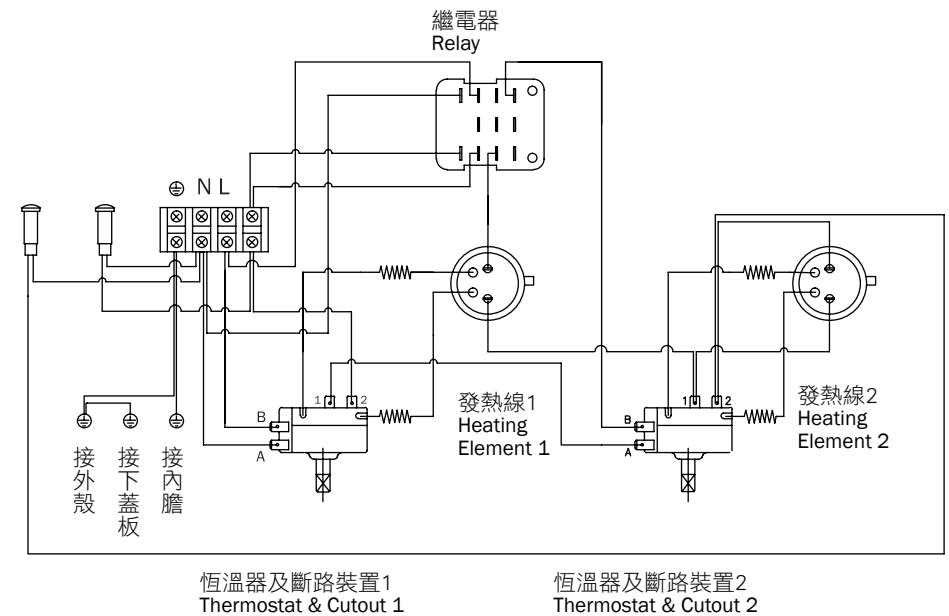 繼電器
Relay
N L
1 2
B
A
發熱線1
Heating
Element 1
1 2
B
A
發熱線2
Heating
Element 2
接外殼
接下蓋板
接內膽
恆溫器及斷路裝置1
Thermostat & Cutout 1
恆溫器及斷路裝置2
Thermostat & Cutout 2